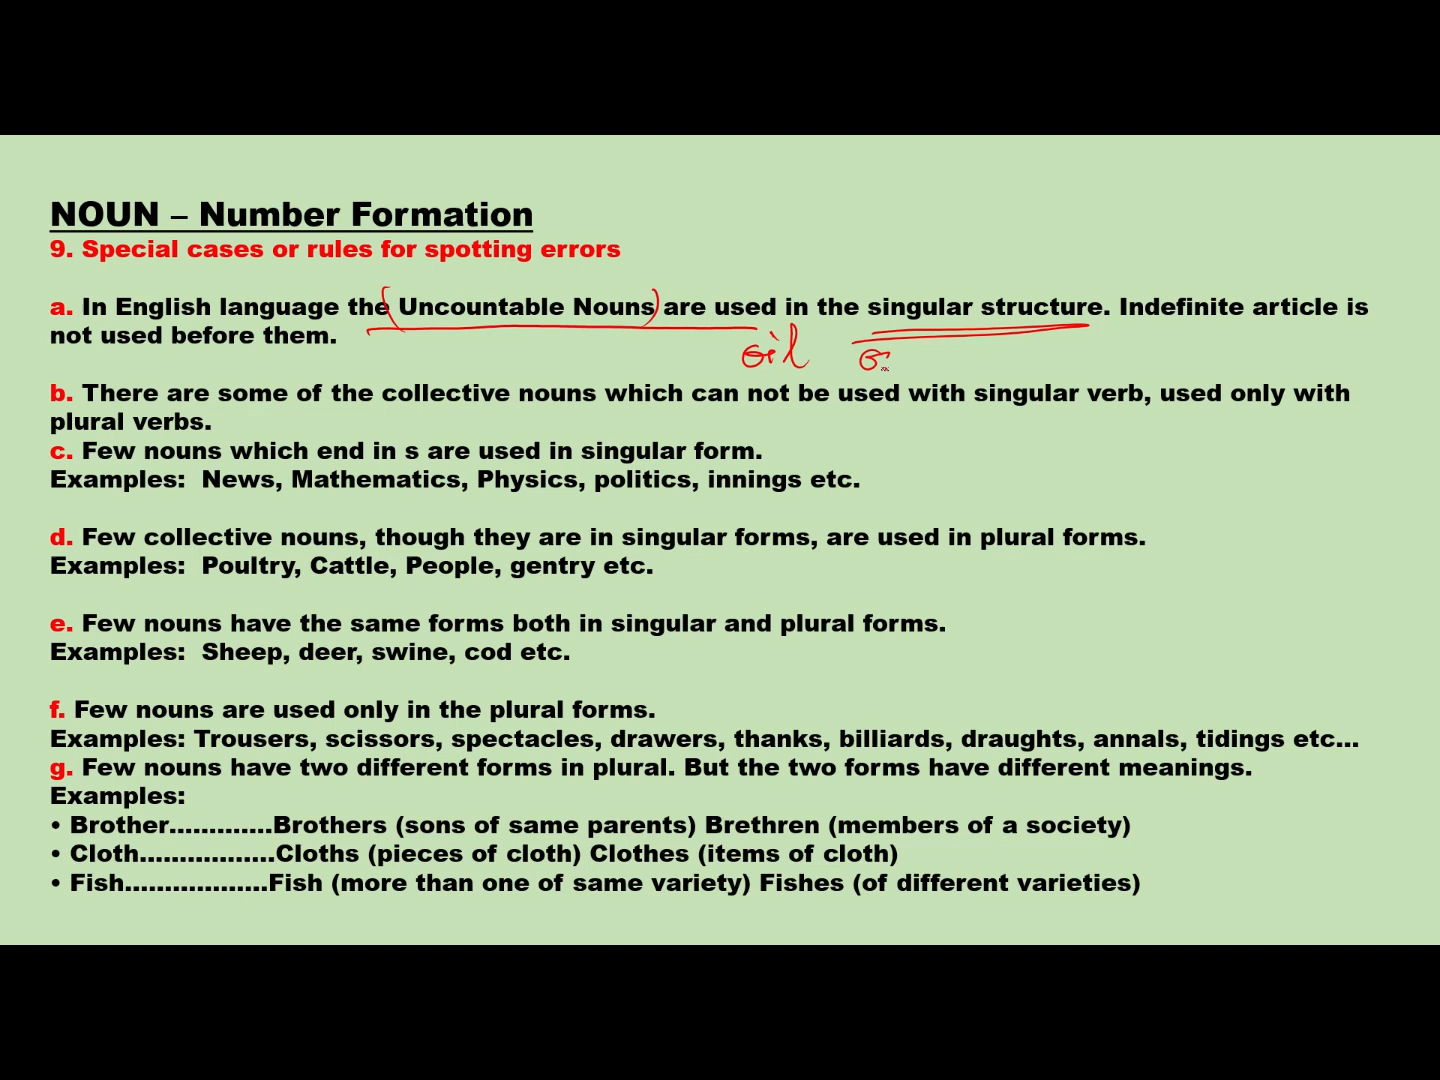 NOUN – Number Formation
9. Special cases or rules for spotting errors
a. In English language the Uncountable Nouns are used in the singular structure. Indefinite article is
not used before them.
oil
b. There are some of the collective nouns which can not be used with singular verb, used only with
plural verbs.
c. Few nouns which end in s are used in singular form.
Examples:  News, Mathematics, Physics, politics, innings etc.
d. Few collective nouns, though they are in singular forms, are used in plural forms.
Examples:  Poultry, Cattle, People, gentry etc.
e. Few nouns have the same forms both in singular and plural forms.
Examples:  Sheep, deer, swine, cod etc.
f. Few nouns are used only in the plural forms.
Examples: Trousers, scissors, spectacles, drawers, thanks, billiards, draughts, annals, tidings etc...
g. Few nouns have two different forms in plural. But the two forms have different meanings.
Examples:
• Brother.............Brothers (sons of same parents) Brethren (members of a society)
• Cloth.................Cloths (pieces of cloth) Clothes (items of cloth)
• Fish..................Fish (more than one of same variety) Fishes (of different varieties)